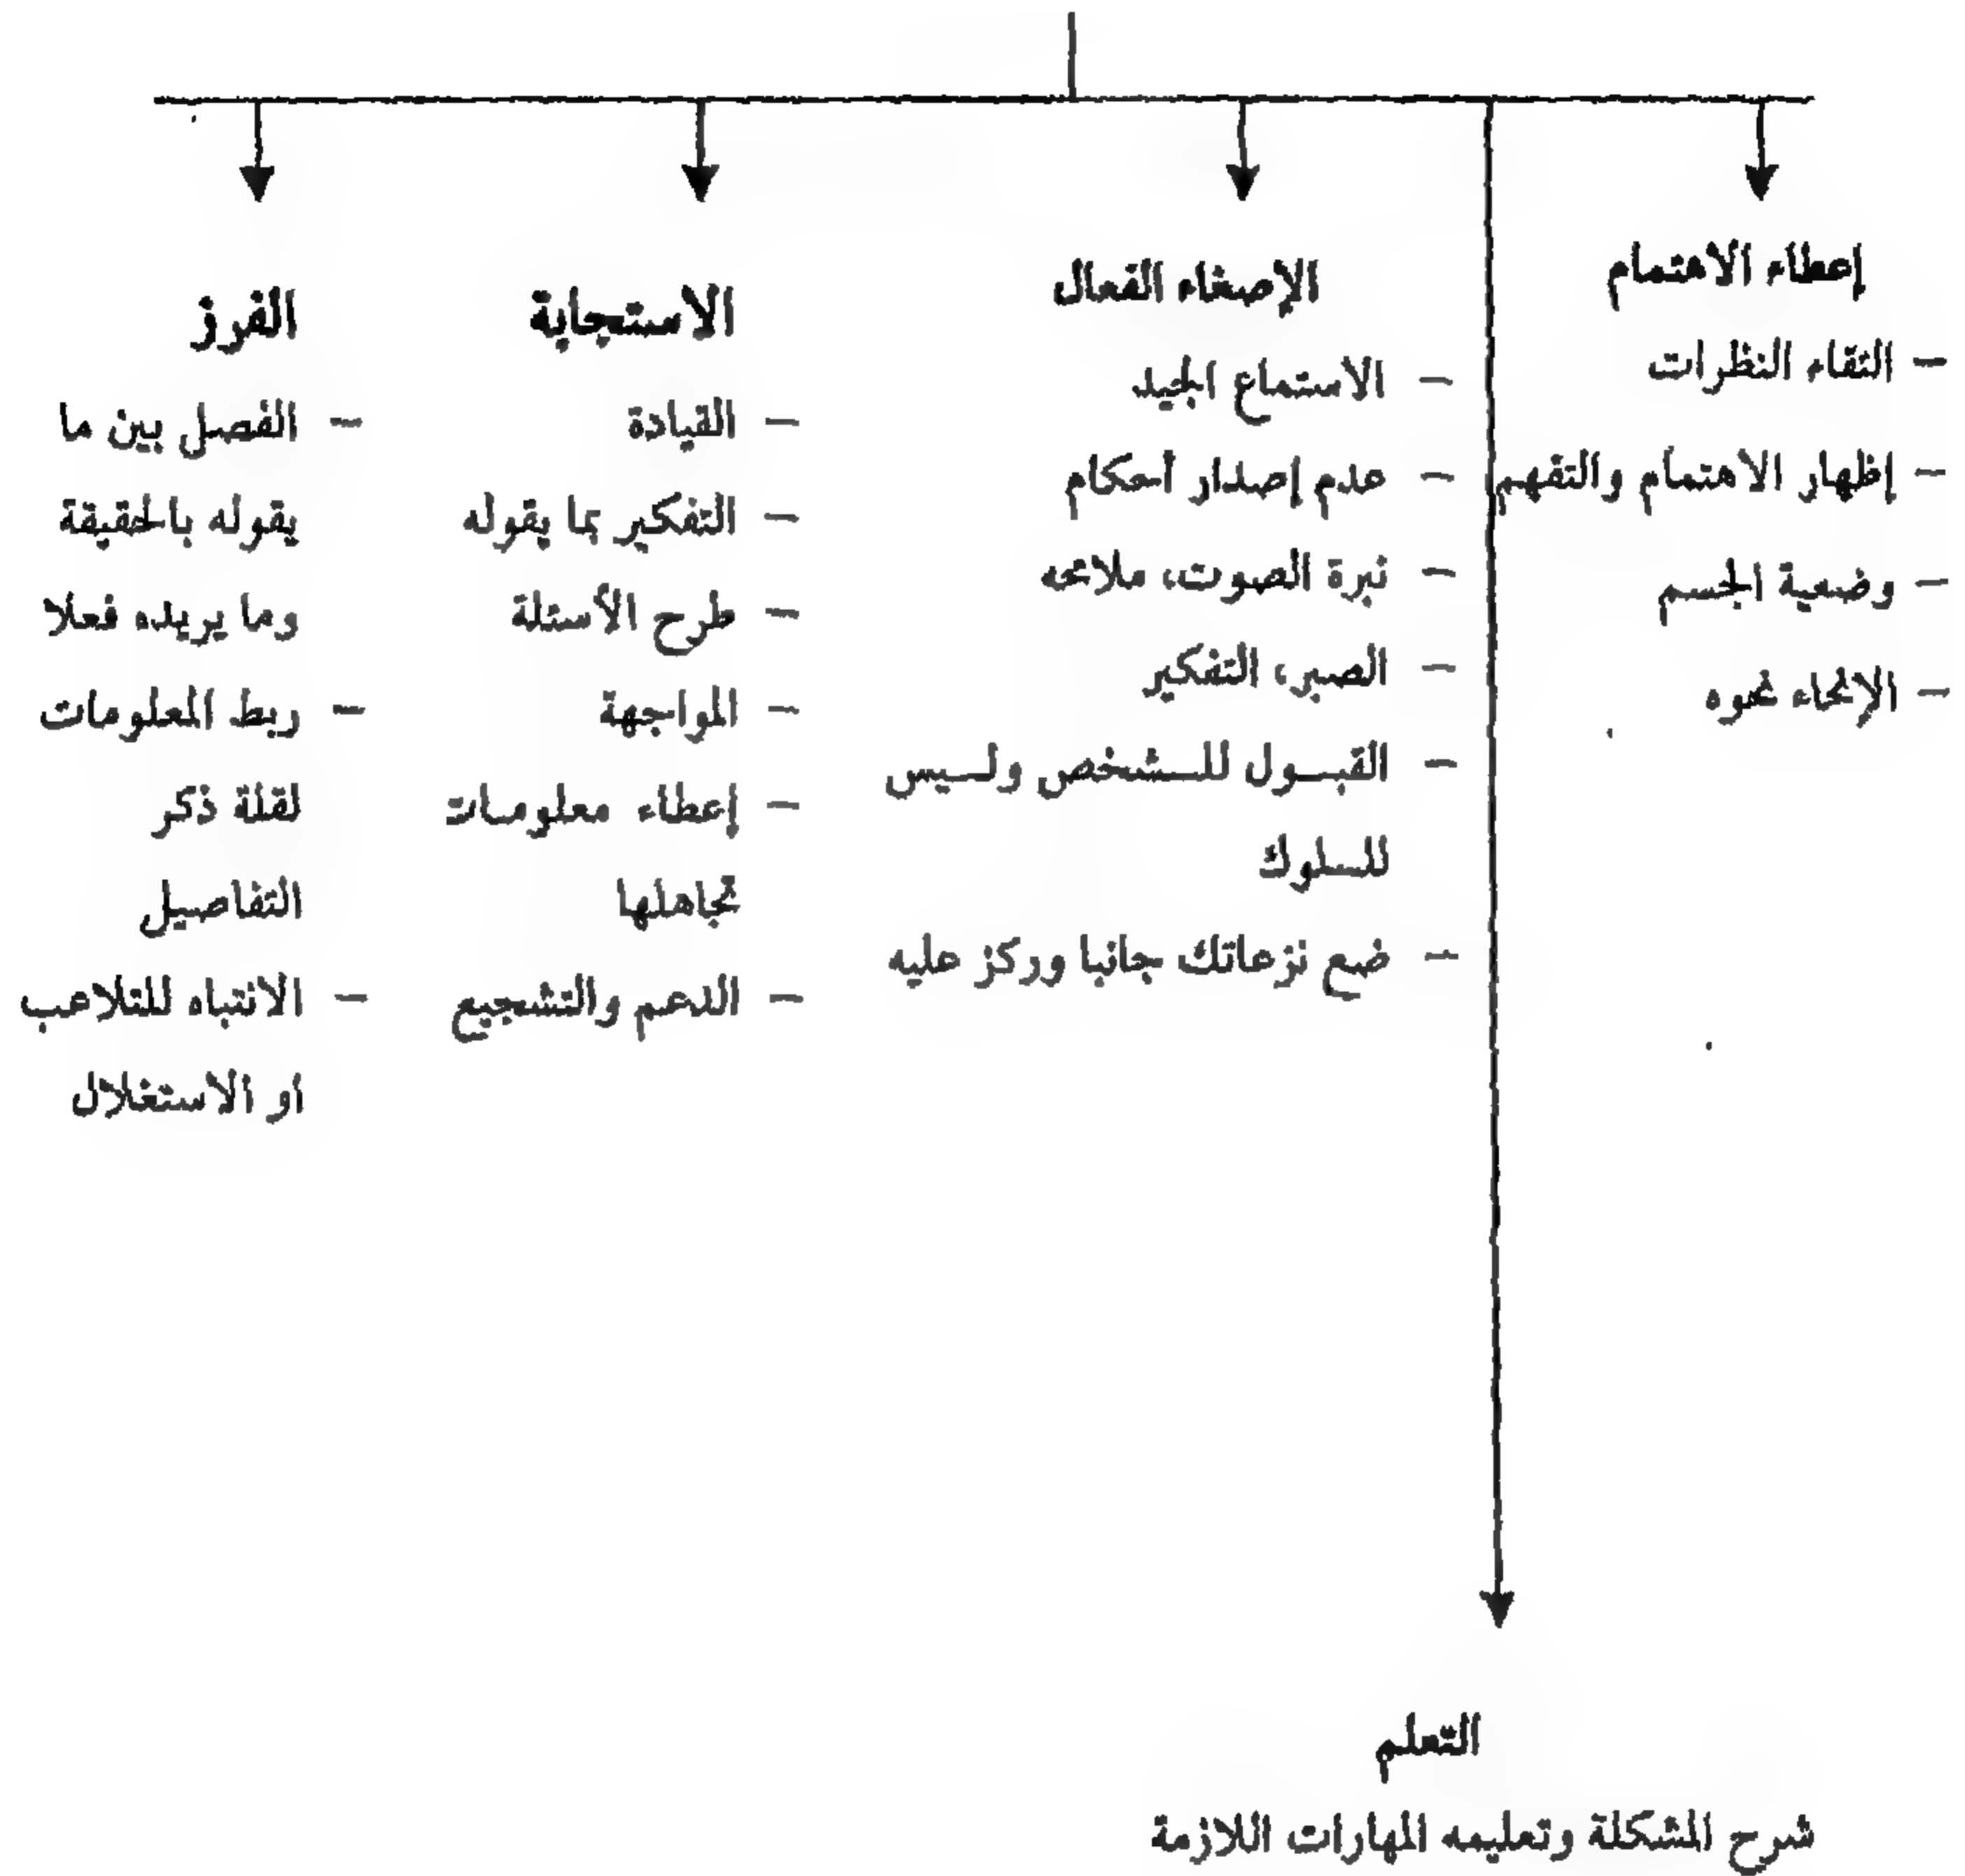 إعطاء الاهتمام
– التقاء النظرات
– إظهار الاهتمام والتفهم
– وضعية الجسم
– الإنحاء نحوه
الإصغاء الفعال
– الاستماع الجيد
– عدم إصدار أحكام
– نبرة الصوت، ملامحه
– الصبر، التفكير
– القبول للشخص وليس
للسلوك
– ضع نزعاتك جانبا وركز عليه
الاستجابة
– القيادة
– التفكير بما يقوله
– طرح الأسئلة
– المواجهة
– إعطاء معلومات
تجاهلها
– الدعم والتشجيع
الفرز
– الفصل بين ما
يقوله بالحقيقة
وما يريده فعلا
– ربط المعلومات
لقلة ذكر
التفاصيل
– الانتباه للتلاعب
او الاستغلال
التعلم
شرح المشكلة وتعليمه المهارات اللازمة